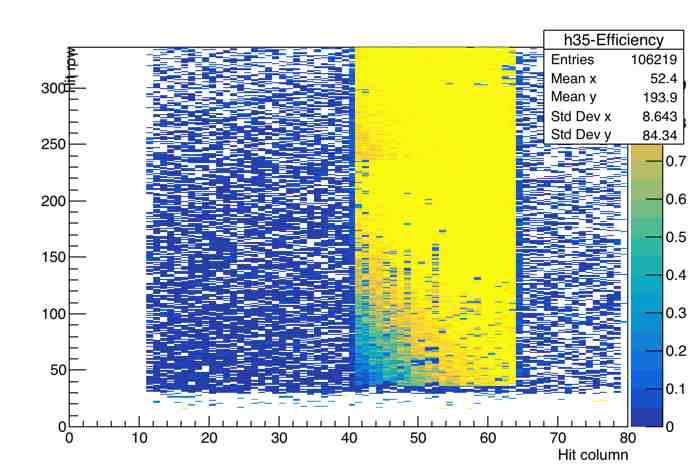 h35-Efficiency
Entries 106219
Mean x 52.4
Mean y 193.9
Std Dev x 8.643
Std Dev y 84.34
300
250
200
150
100
50
0
0 10 20 30 40 50 60 70 80
Hit column
0.7
0.6
0.5
0.4
0.3
0.2
0.1
0